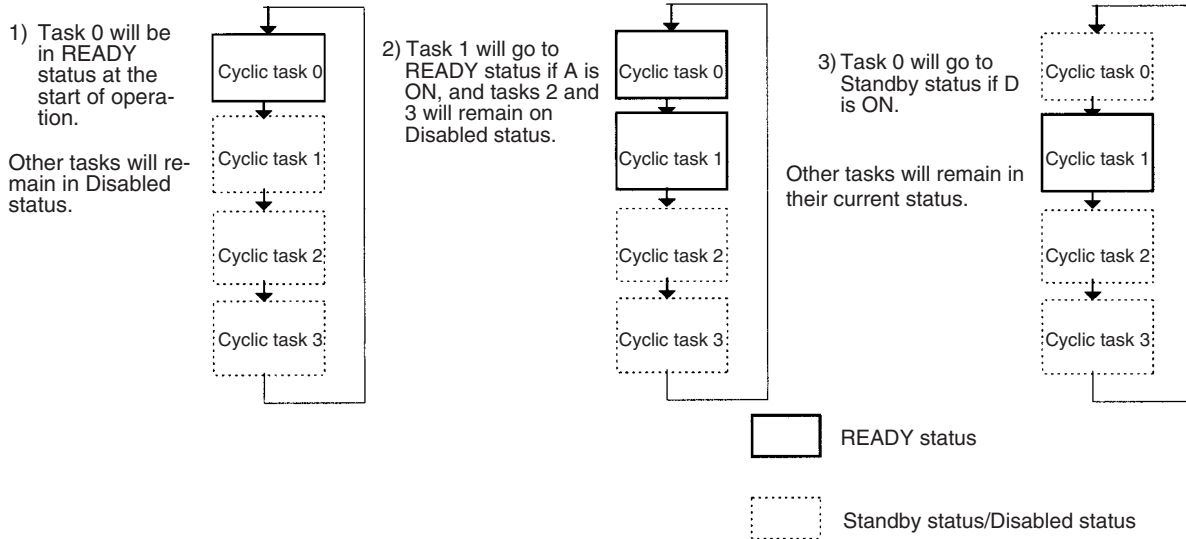 1) Task 0 will be
in READY
status at the
start of opera-
tion.
Other tasks will re-
main in Disabled
status.
Cyclic task 0
Cyclic task 1
Cyclic task 2
Cyclic task 3
2) Task 1 will go to
READY status if A is
ON, and tasks 2 and
3 will remain on
Disabled status.
Cyclic task 0
Cyclic task 1
Cyclic task 2
Cyclic task 3
3) Task 0 will go to
Standby status if D
is ON.
Other tasks will remain in
their current status.
Cyclic task 0
Cyclic task 1
Cyclic task 2
Cyclic task 3
READY status
Standby status/Disabled status